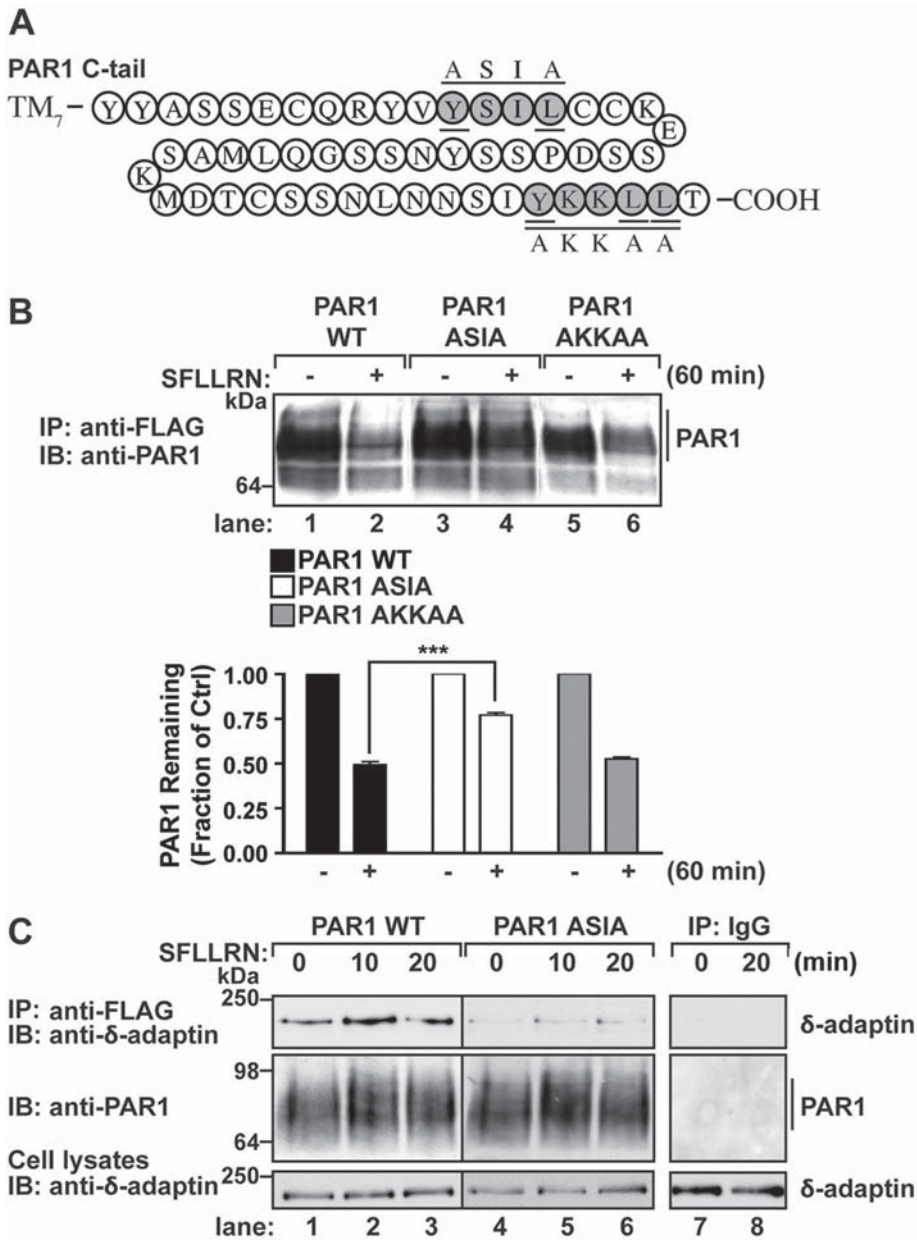 A
PAR1 C-tail
A S I A
TM7 – Y Y A S S E C Q R Y V Y S I L C C K
E
S A M L Q G S S N Y S S P D S S
K
M D T C S S N L N N S I Y K K L L T –COOH
A K K A A
B
PAR1 WT PAR1 ASIA PAR1 AKKAA
SFLLRN: - + - + - + (60 min)
kDa
IP: anti-FLAG
IB: anti-PAR1
PAR1
64
lane: 1 2 3 4 5 6
PAR1 WT
PAR1 ASIA
PAR1 AKKAA
PAR1 Remaining
(Fraction of Ctrl)
***
1.00
0.75
0.50
0.25
0.00
- + - + - + (60 min)
C
PAR1 WT PAR1 ASIA IP: IgG
SFLLRN: 0 10 20 0 10 20 0 20 (min)
kDa
250
IP: anti-FLAG
IB: anti-δ-adaptin
δ-adaptin
98
IB: anti-PAR1
PAR1
64
Cell lysates
250
IB: anti-δ-adaptin
δ-adaptin
lane: 1 2 3 4 5 6 7 8